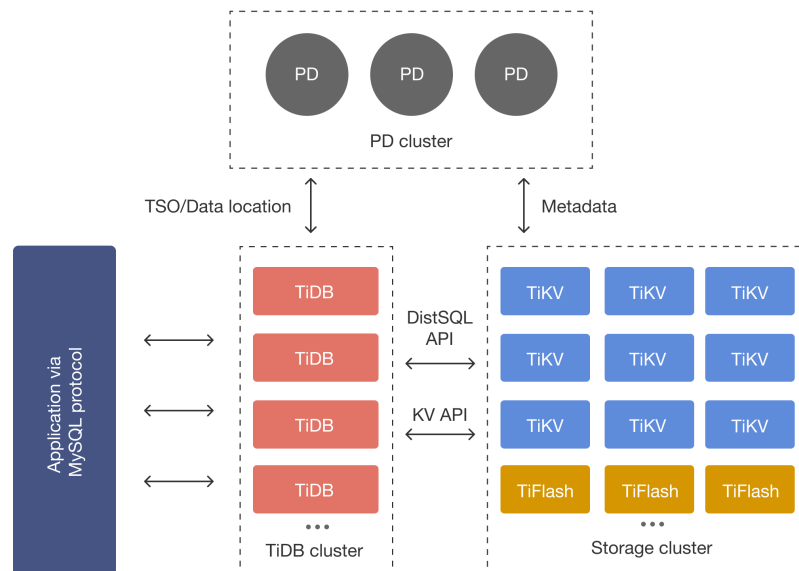 PD PD PD
PD cluster
TSO/Data location
Metadata
Application via
MySQL protocol
TiDB
TiDB
TiDB
TiDB
•••
TiDB cluster
DistSQL
API
KV API
TiKV TiKV TiKV
TiKV TiKV TiKV
TiKV TiKV TiKV
TiFlash TiFlash TiFlash
•••
Storage cluster